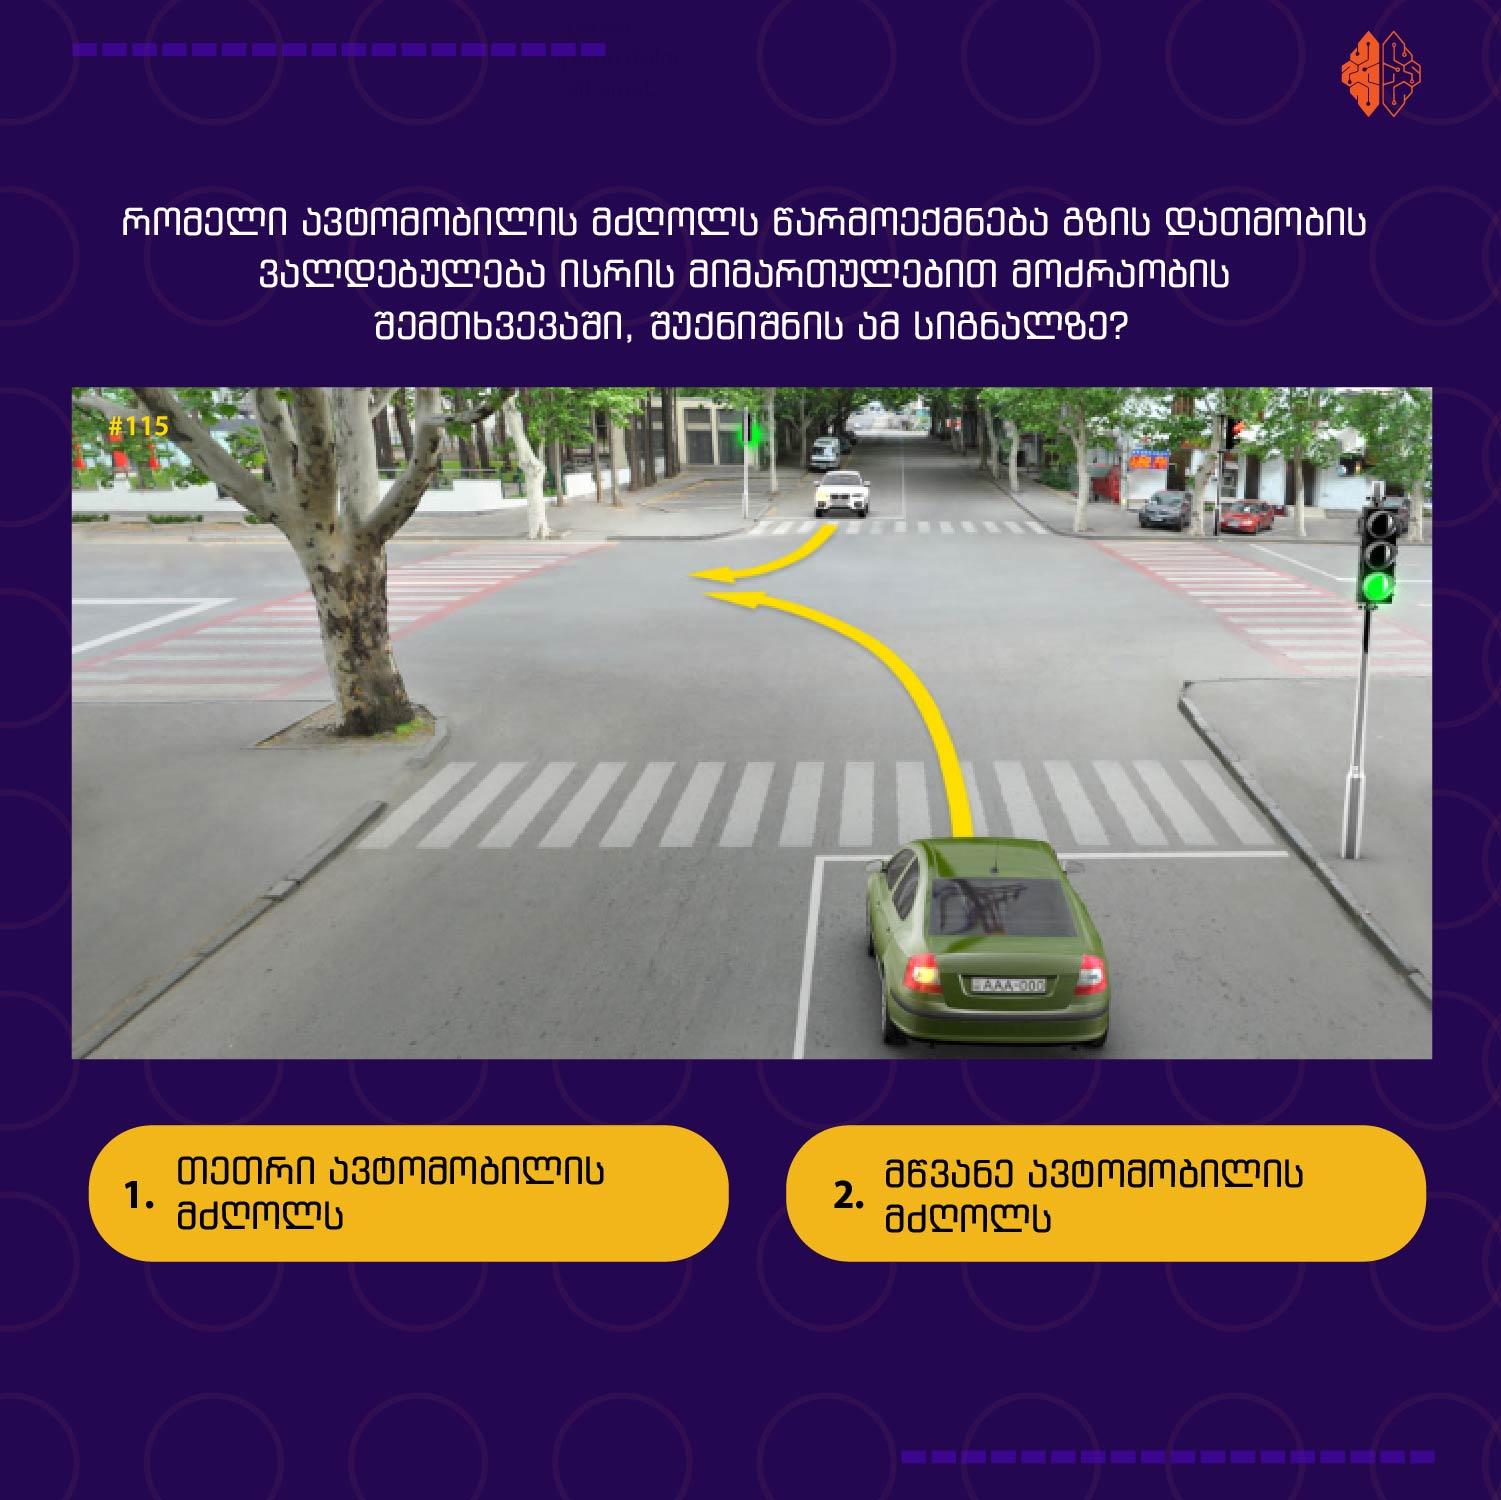 რომელი ავტომობილის მძღოლს წარმოექმნება გზის დათმობის
ვალდებულება ისრის მიმართულებით მოძრაობის
შემთხვევაში, შუქნიშნის ამ სიგნალზე?
#115
AAA-000
1. თეთრი ავტომობილის
მძღოლს
2. მწვანე ავტომობილის
მძღოლს